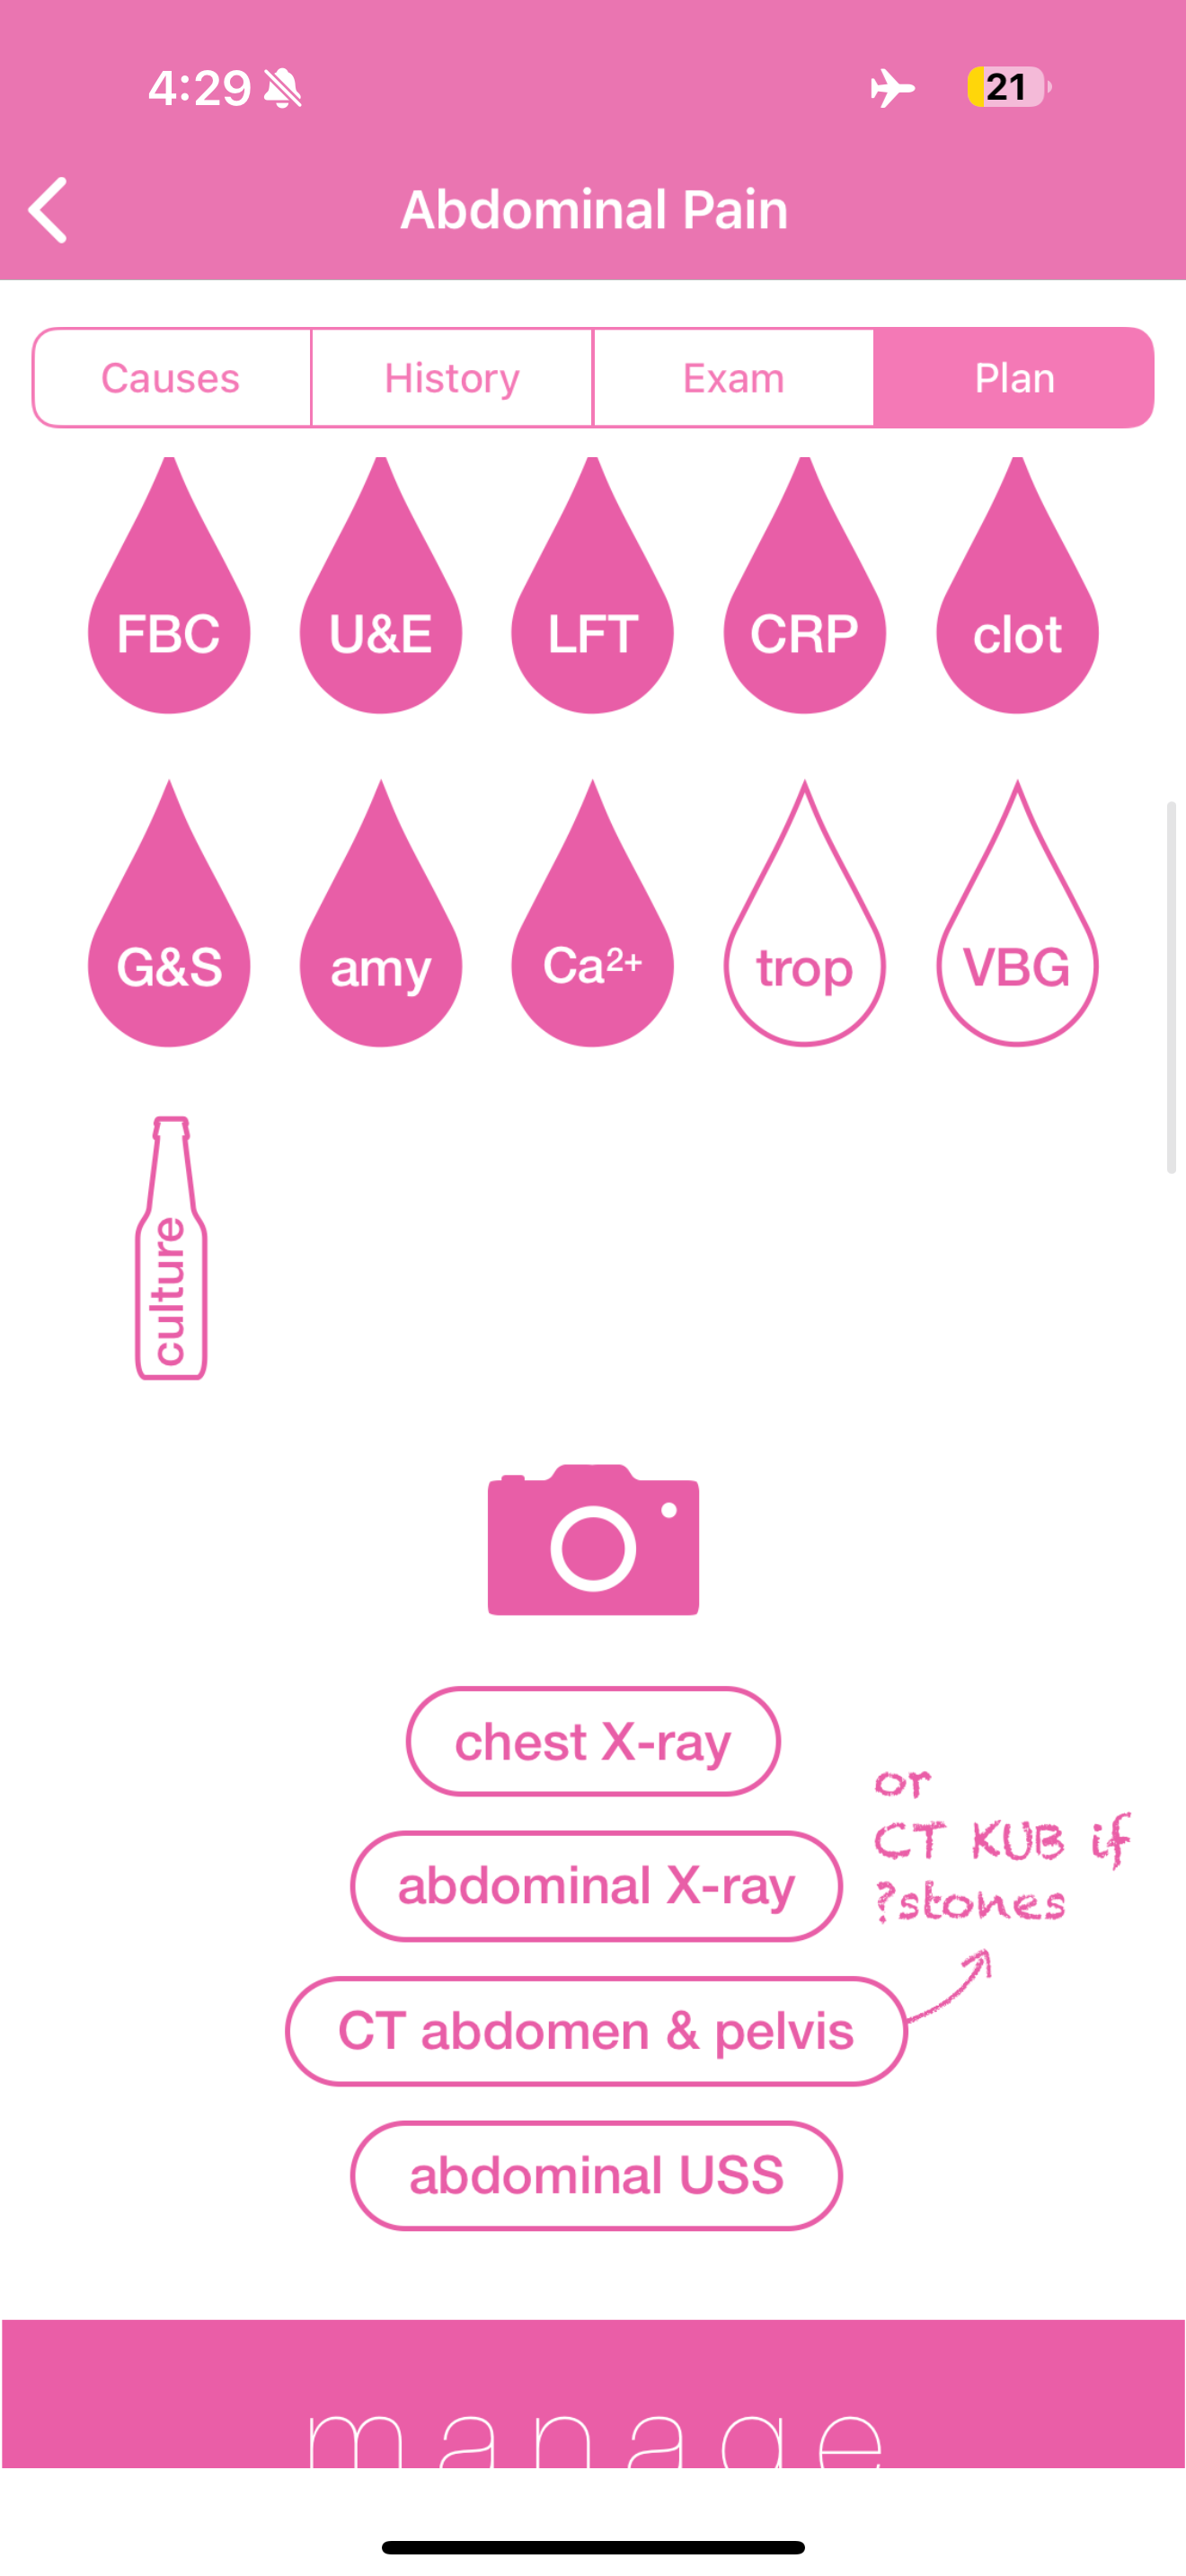 4:29
21
Abdominal Pain
Causes History Exam Plan
FBC U&E LFT CRP clot
G&S amy Ca²⁺ trop VBG
culture
chest X-ray
abdominal X-ray
or
CT KUB if
?stones
CT abdomen & pelvis
abdominal USS
manage